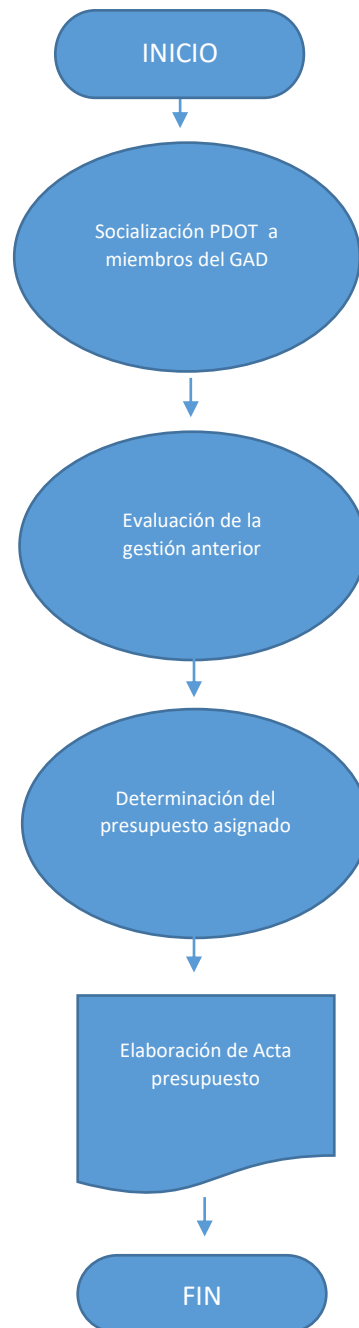 INICIO
Socialización PDOT a
miembros del GAD
Evaluación de la
gestión anterior
Determinación del
presupuesto asignado
Elaboración de Acta
presupuesto
FIN